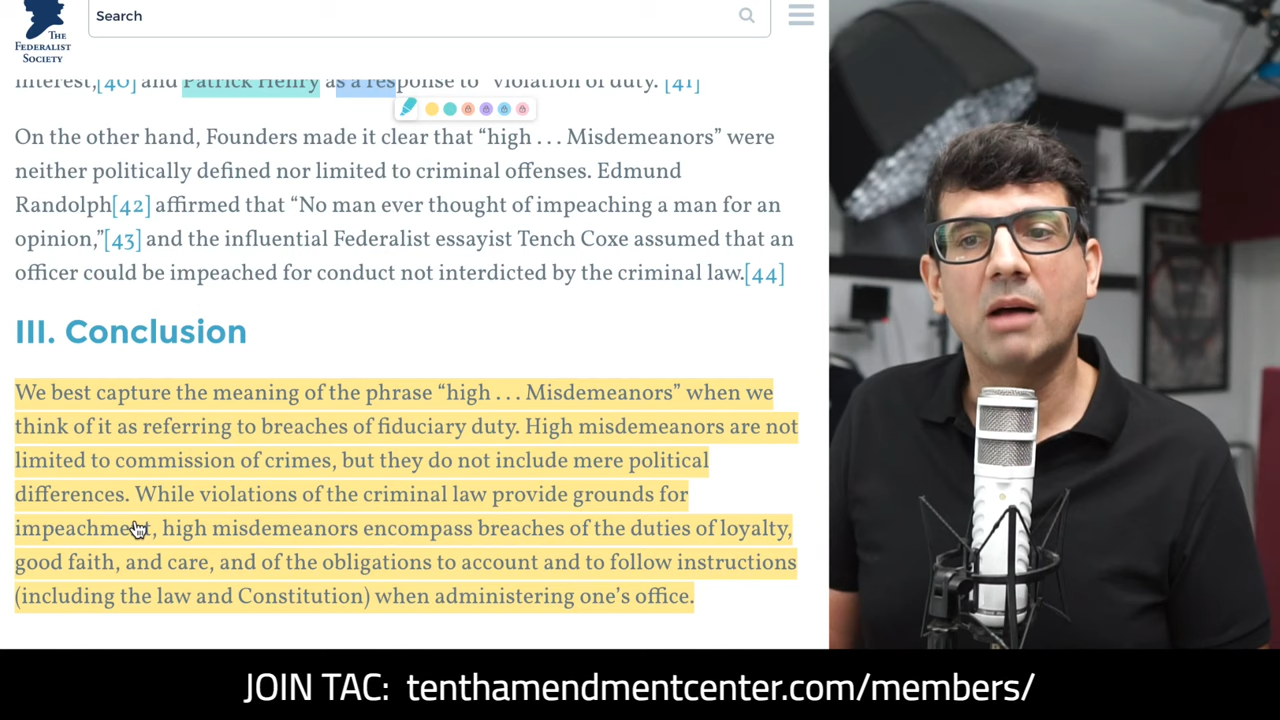 THE
FEDERALIST
SOCIETY
Search
interest,[40] and Patrick Henry as a response to “violation of duty.”[41]
On the other hand, Founders made it clear that “high . . . Misdemeanors” were
neither politically defined nor limited to criminal offenses. Edmund
Randolph[42] affirmed that “No man ever thought of impeaching a man for an
opinion,”[43] and the influential Federalist essayist Tench Coxe assumed that an
officer could be impeached for conduct not interdicted by the criminal law.[44]
III. Conclusion
We best capture the meaning of the phrase “high . . . Misdemeanors” when we
think of it as referring to breaches of fiduciary duty. High misdemeanors are not
limited to commission of crimes, but they do not include mere political
differences. While violations of the criminal law provide grounds for
impeachment, high misdemeanors encompass breaches of the duties of loyalty,
good faith, and care, and of the obligations to account and to follow instructions
(including the law and Constitution) when administering one’s office.
JOIN TAC: tenthamendmentcenter.com/members/